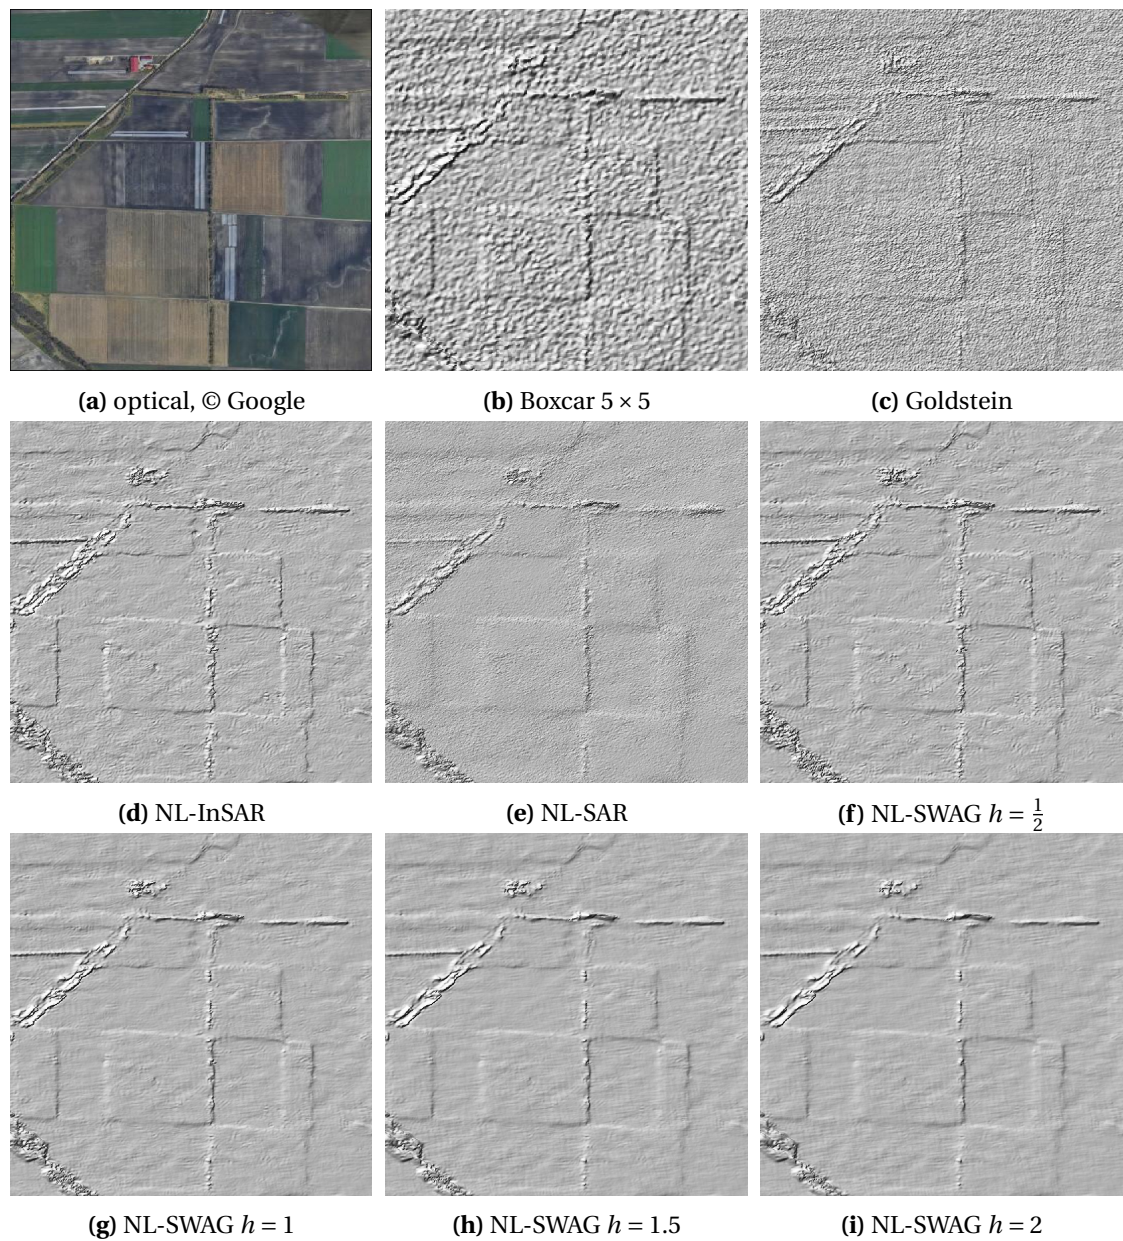 (a) optical, © Google
(b) Boxcar 5 × 5
(c) Goldstein
(d) NL-InSAR
(e) NL-SAR
(f) NL-SWAG h = 1/2
(g) NL-SWAG h = 1
(h) NL-SWAG h = 1.5
(i) NL-SWAG h = 2